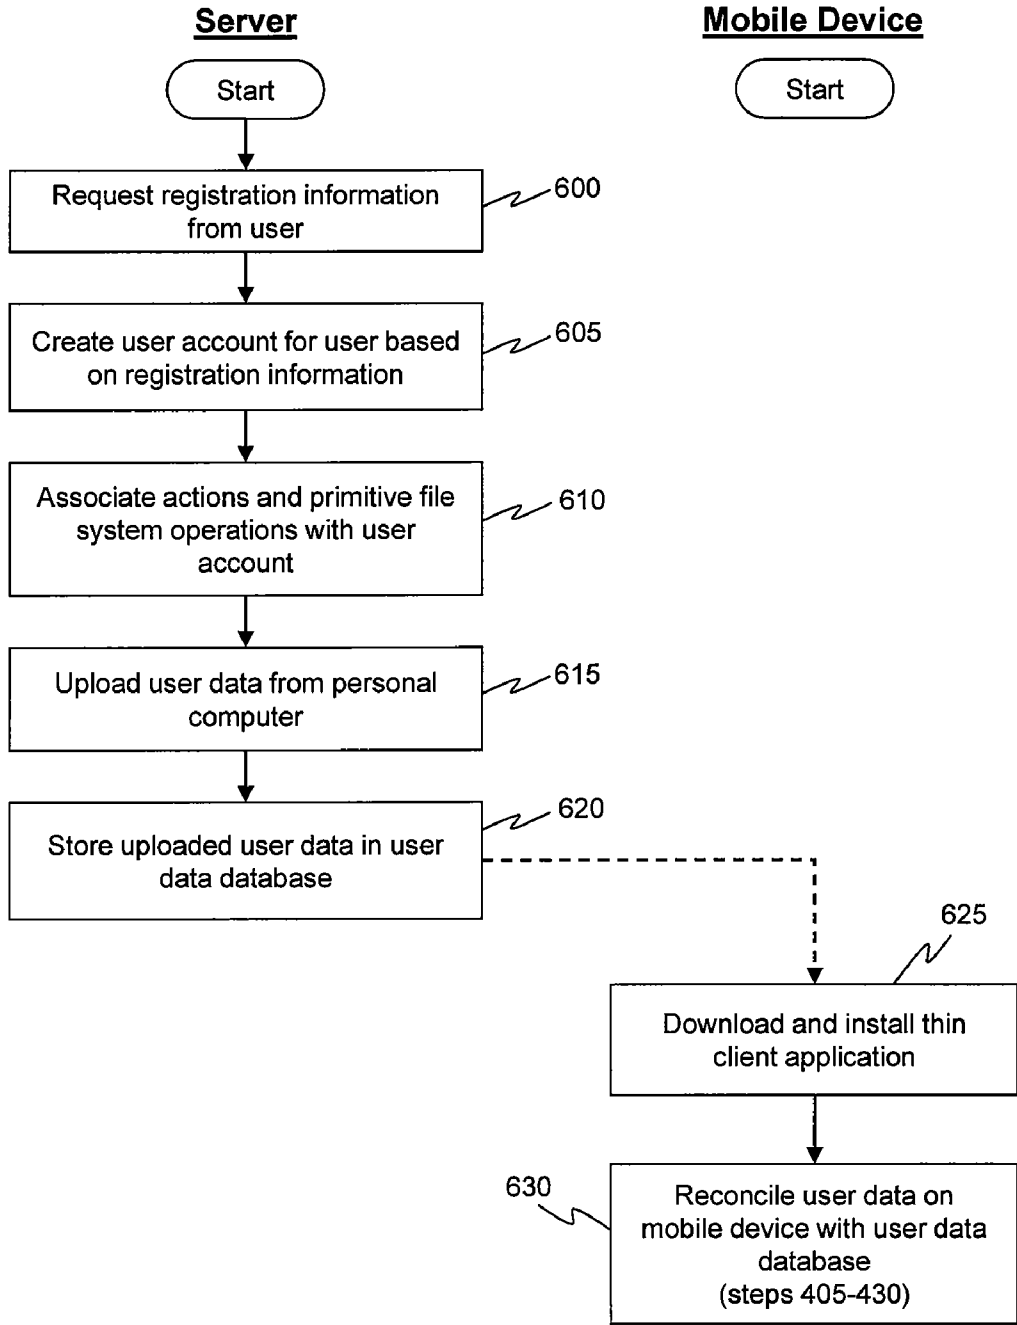 Server
Mobile Device
Start
Start
Request registration information
from user
600
Create user account for user based
on registration information
605
Associate actions and primitive file
system operations with user
account
610
Upload user data from personal
computer
615
Store uploaded user data in user
data database
620
625
Download and install thin
client application
630
Reconcile user data on
mobile device with user data
database
(steps 405-430)